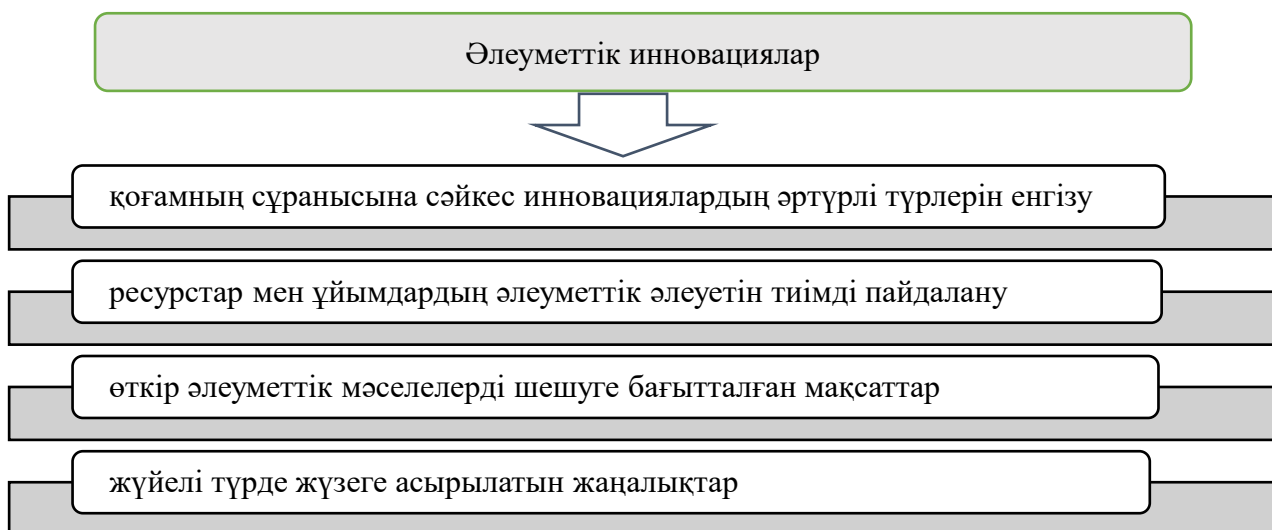 Әлеуметтік инновациялар
қоғамның сұранысына сәйкес инновациялардың әртүрлі түрлерін енгізу
ресурстар мен ұйымдардың әлеуметтік әлеуетін тиімді пайдалану
өткір әлеуметтік мәселелерді шешуге бағытталған мақсаттар
жүйелі түрде жүзеге асырылатын жаңалықтар